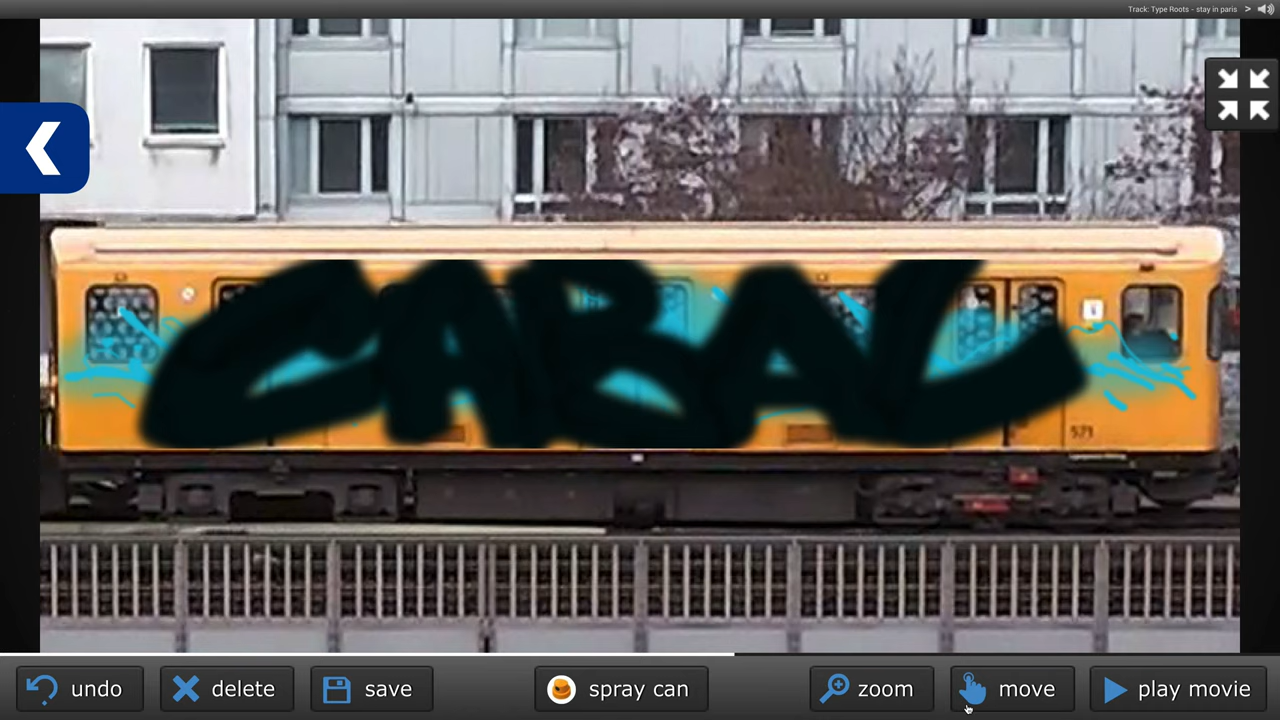 Track: Type Roots - stay in paris >
CABAL
571
undo
delete
save
spray can
zoom
move
play movie